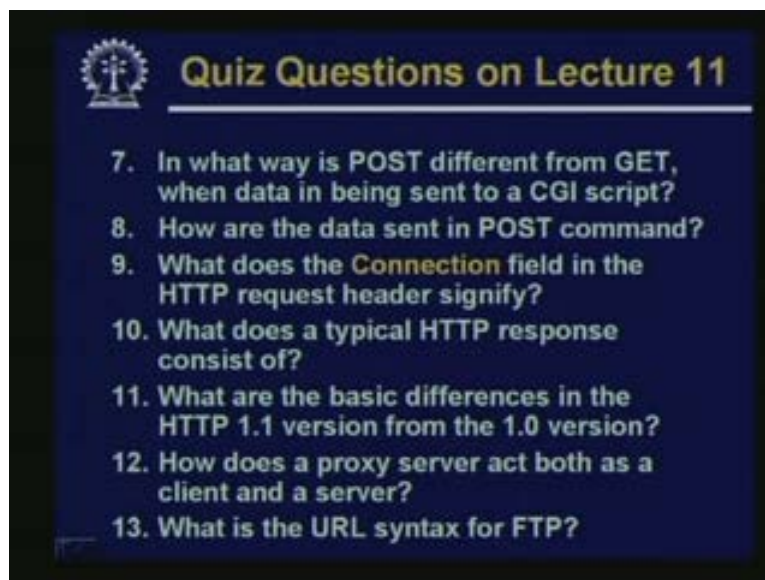 Quiz Questions on Lecture 11
7. In what way is POST different from GET,
when data in being sent to a CGI script?
8. How are the data sent in POST command?
9. What does the Connection field in the
HTTP request header signify?
10. What does a typical HTTP response
consist of?
11. What are the basic differences in the
HTTP 1.1 version from the 1.0 version?
12. How does a proxy server act both as a
client and a server?
13. What is the URL syntax for FTP?